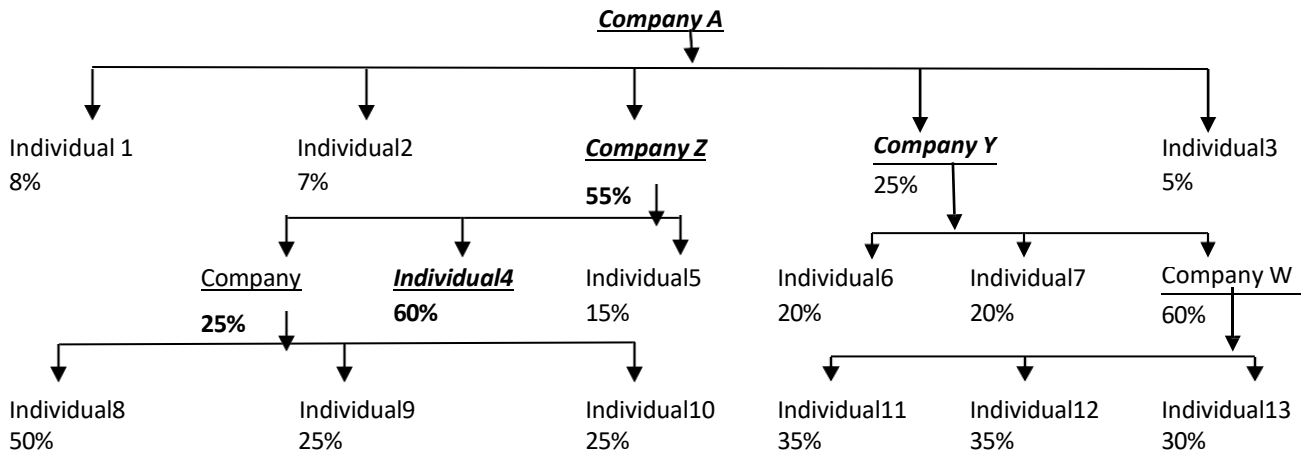 Company A
Individual 1 Individual2 Company Z Company Y Individual3
8% 7% 55% 25% 5%
Company Individual4 Individual5 Individual6 Individual7 Company W
25% 60% 15% 20% 20% 60%
Individual8 Individual9 Individual10 Individual11 Individual12 Individual13
50% 25% 25% 35% 35% 30%